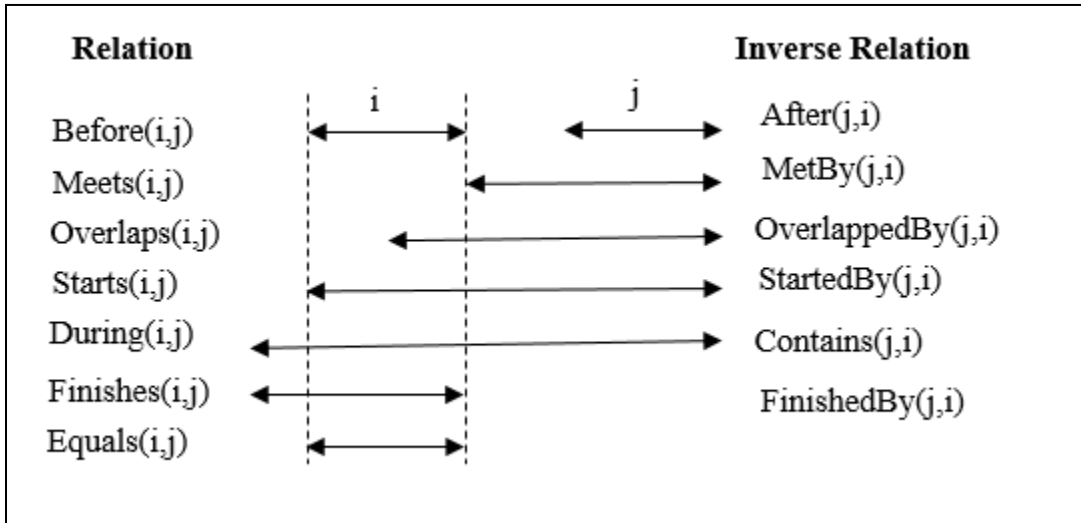 Relation Inverse Relation
i j
Before(i,j) After(j,i)
Meets(i,j) MetBy(j,i)
Overlaps(i,j) OverlappedBy(j,i)
Starts(i,j) StartedBy(j,i)
During(i,j) Contains(j,i)
Finishes(i,j) FinishedBy(j,i)
Equals(i,j)